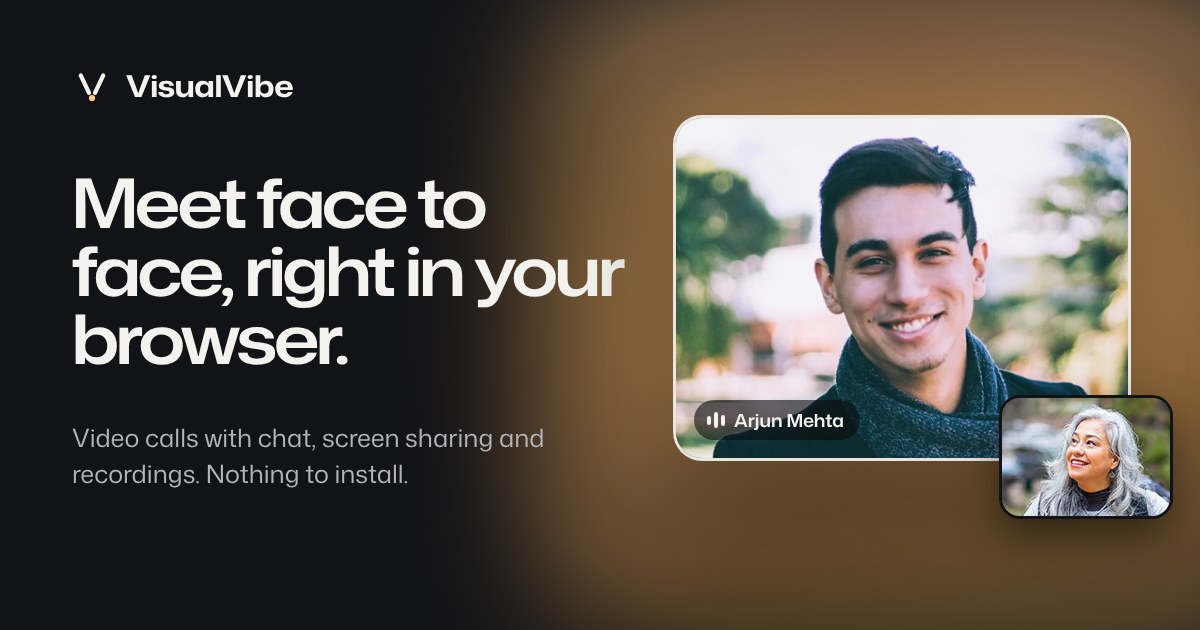 VisualVibe
Meet face to
face, right in your
browser.
Video calls with chat, screen sharing and
recordings. Nothing to install.
Arjun Mehta